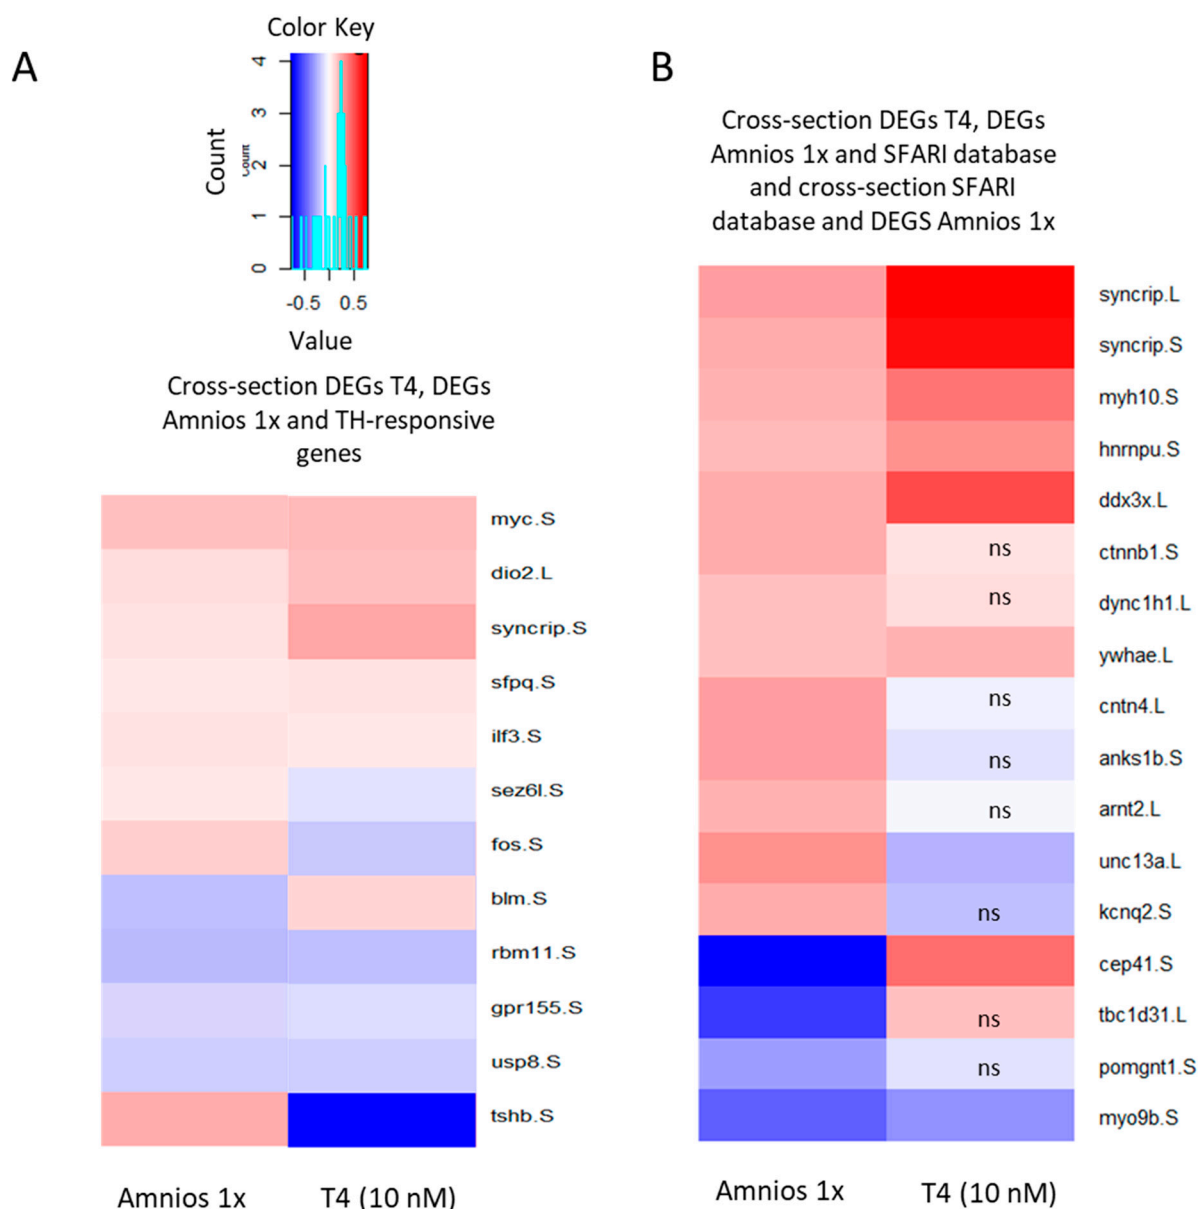 A
Color Key
4
3
2
1
0
Count
Count
-0.5 0.5
Value
Cross-section DEGs T4, DEGs
Amnios 1x and TH-responsive
genes
myc.S
dio2.L
syncrip.S
sfpq.S
ilf3.S
sez6l.S
fos.S
blm.S
rbm11.S
gpr155.S
usp8.S
tshb.S
Amnios 1x T4 (10 nM)
B
Cross-section DEGs T4, DEGs
Amnios 1x and SFARI database
and cross-section SFARI
database and DEGS Amnios 1x
syncrip.L
syncrip.S
myh10.S
hnrnpu.S
ddx3x.L
ns ctnnb1.S
ns dync1h1.L
ywhae.L
ns cntn4.L
ns anks1b.S
ns arnt2.L
unc13a.L
ns kcnq2.S
cep41.S
ns tbc1d31.L
ns pomgnt1.S
myo9b.S
Amnios 1x T4 (10 nM)